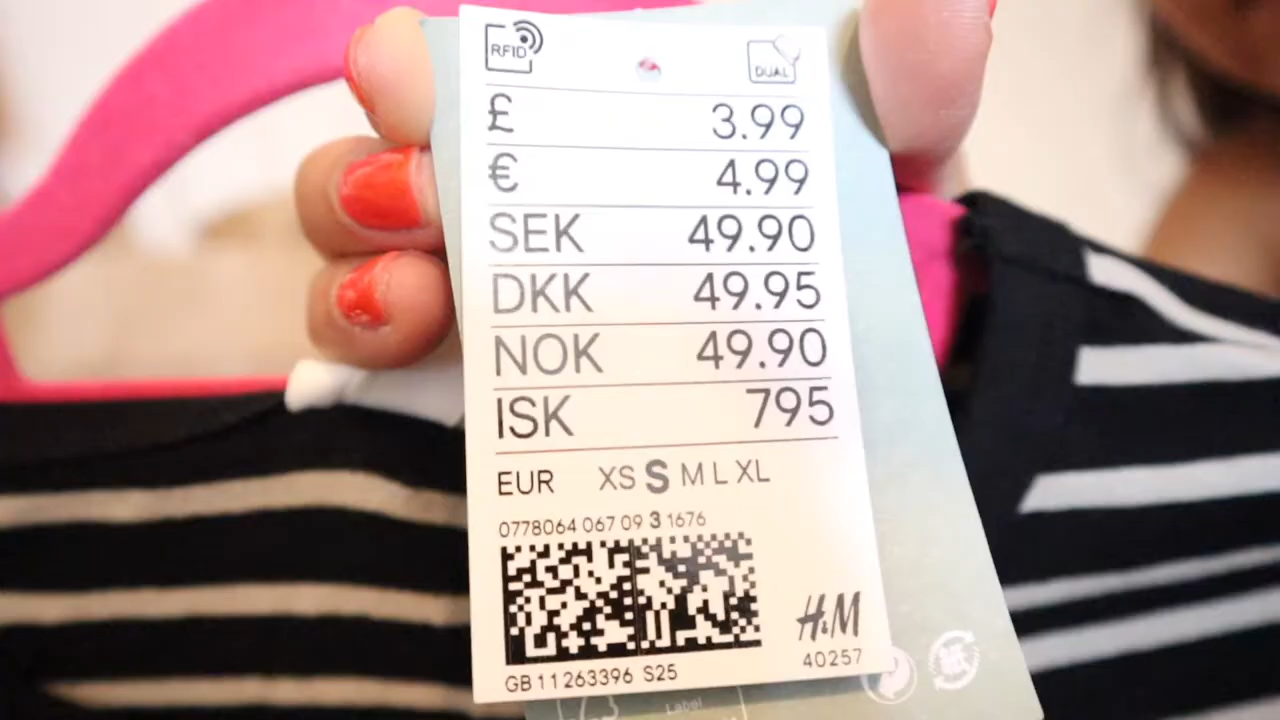 RFID DUAL
£ 3.99
€ 4.99
SEK 49.90
DKK 49.95
NOK 49.90
ISK 795
EUR XS S M L XL
0778064 067 09 3 1676
H&M
40257
GB 11263396 S25
Label